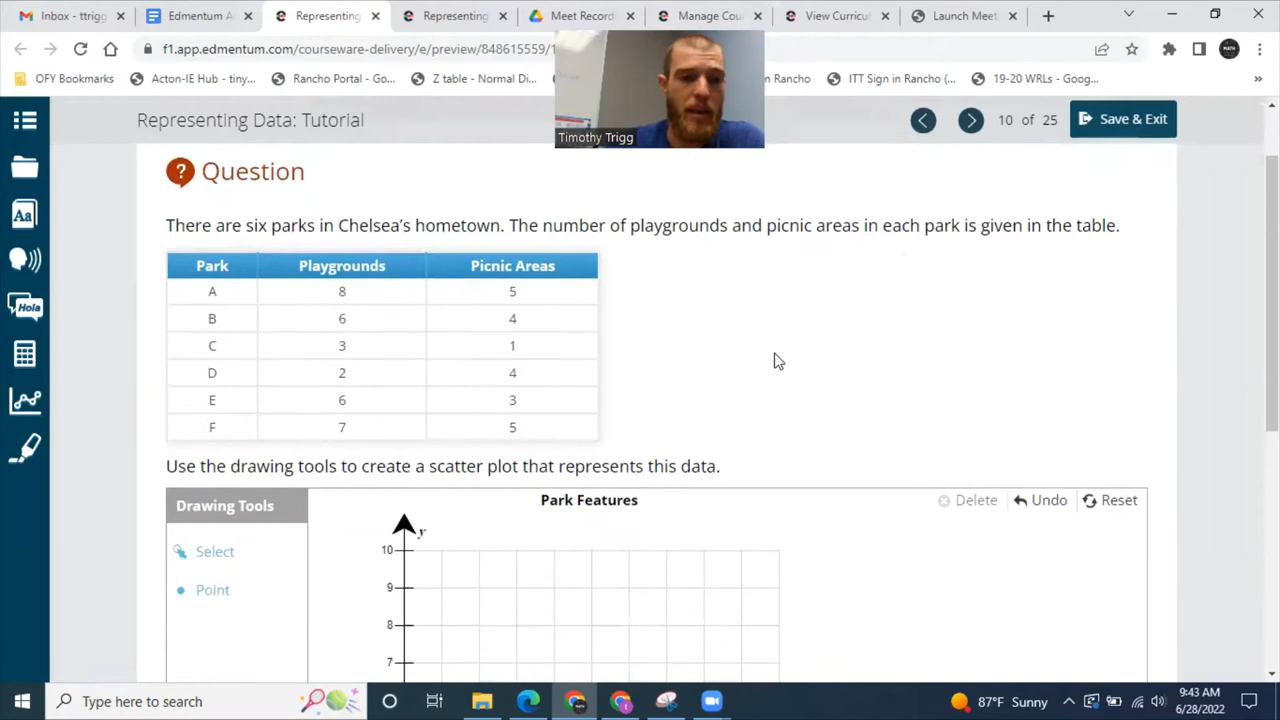 Inbox - ttrigg
Edmentum A
Representing
Representing
Meet Record
Manage Cou
View Curricu
Launch Meet
f1.app.edmentum.com/courseware-delivery/e/preview/848615559/1
OFY Bookmarks
Acton-IE Hub - tiny...
Rancho Portal - Go...
Z table - Normal Di...
n Rancho
ITT Sign in Rancho (...
19-20 WRLs - Goog...
Timothy Trigg
Representing Data: Tutorial
10 of 25
Save & Exit
Aa
Hola
? Question
There are six parks in Chelsea's hometown. The number of playgrounds and picnic areas in each park is given in the table.
Park Playgrounds Picnic Areas
A 8 5
B 6 4
C 3 1
D 2 4
E 6 3
F 7 5
Use the drawing tools to create a scatter plot that represents this data.
Drawing Tools
Select
Point
Park Features
Delete
Undo
Reset
y
10
9
8
7
Type here to search
87°F Sunny
9:43 AM
6/28/2022